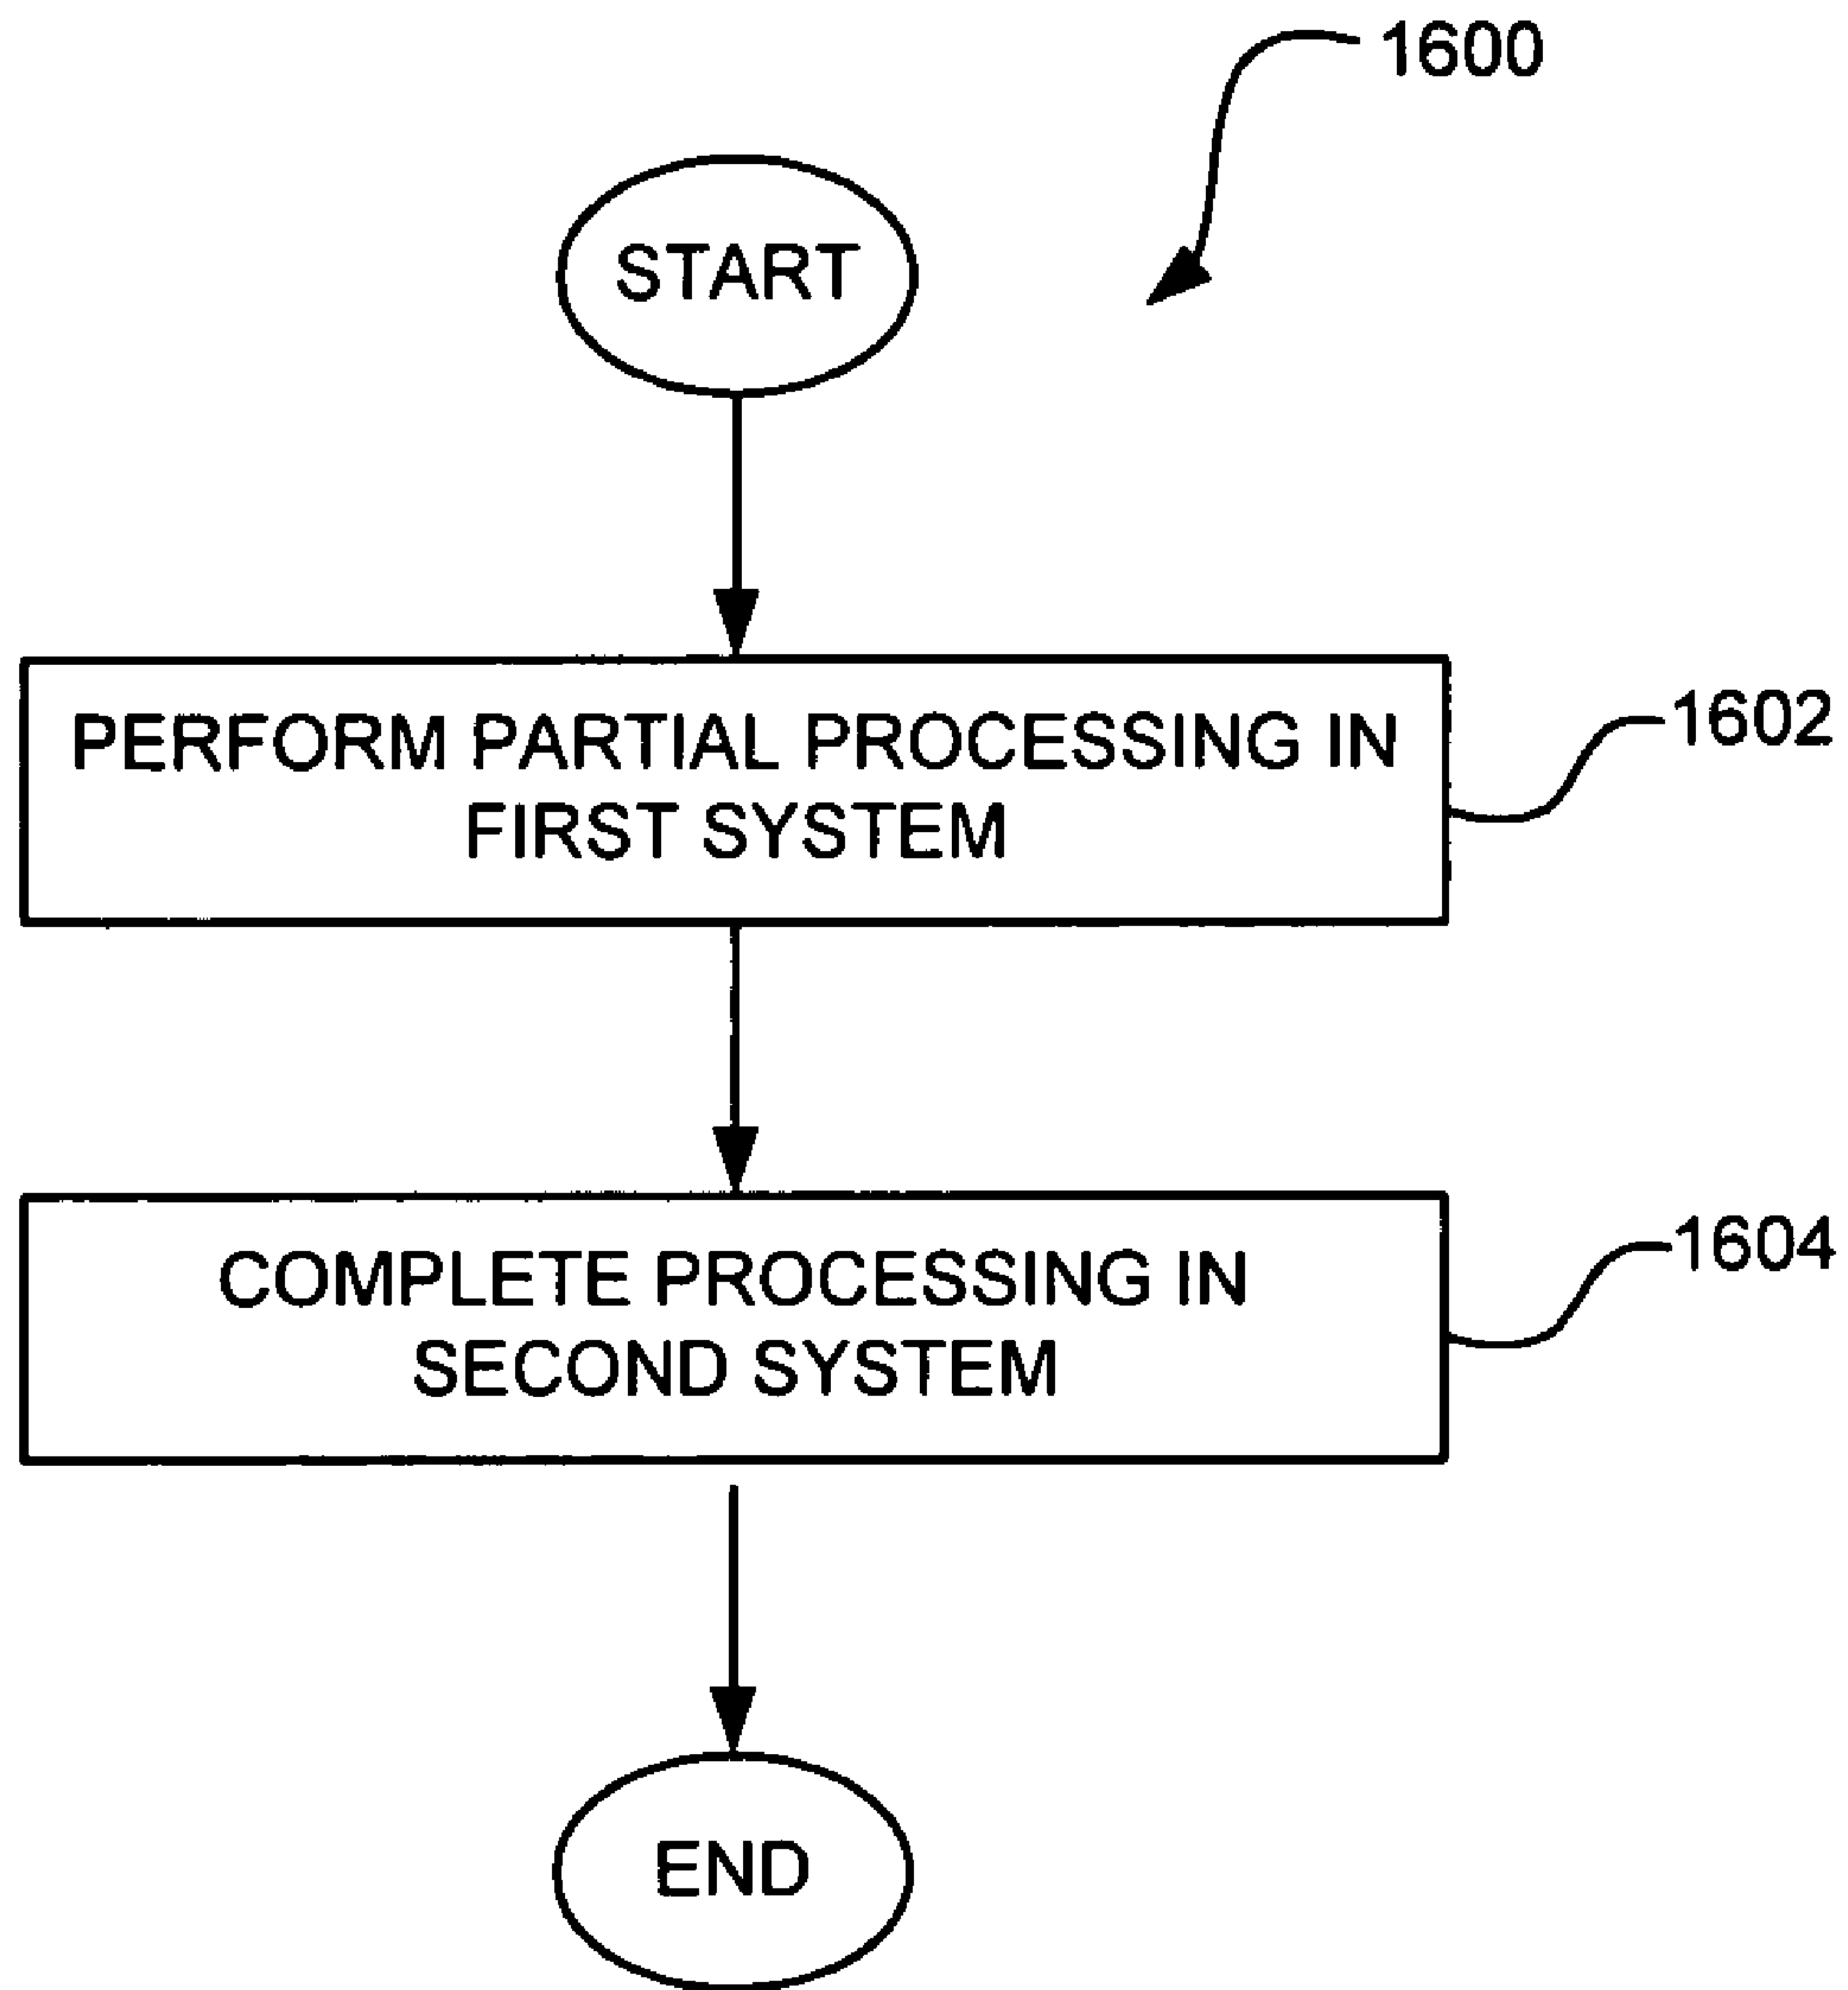 1600
START
PERFORM PARTIAL PROCESSING IN
FIRST SYSTEM
1602
COMPLETE PROCESSING IN
SECOND SYSTEM
1604
END